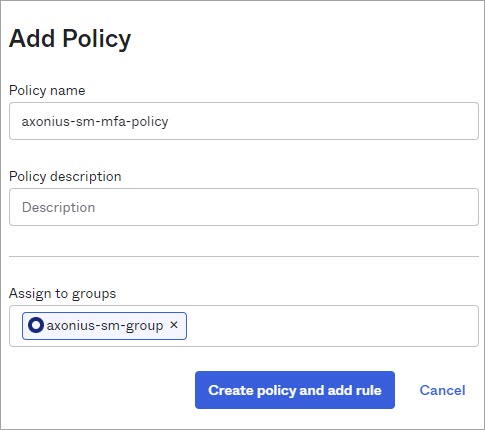 Add Policy
Policy name
axonius-sm-mfa-policy
Policy description
Description
Assign to groups
axonius-sm-group ×
Create policy and add rule Cancel